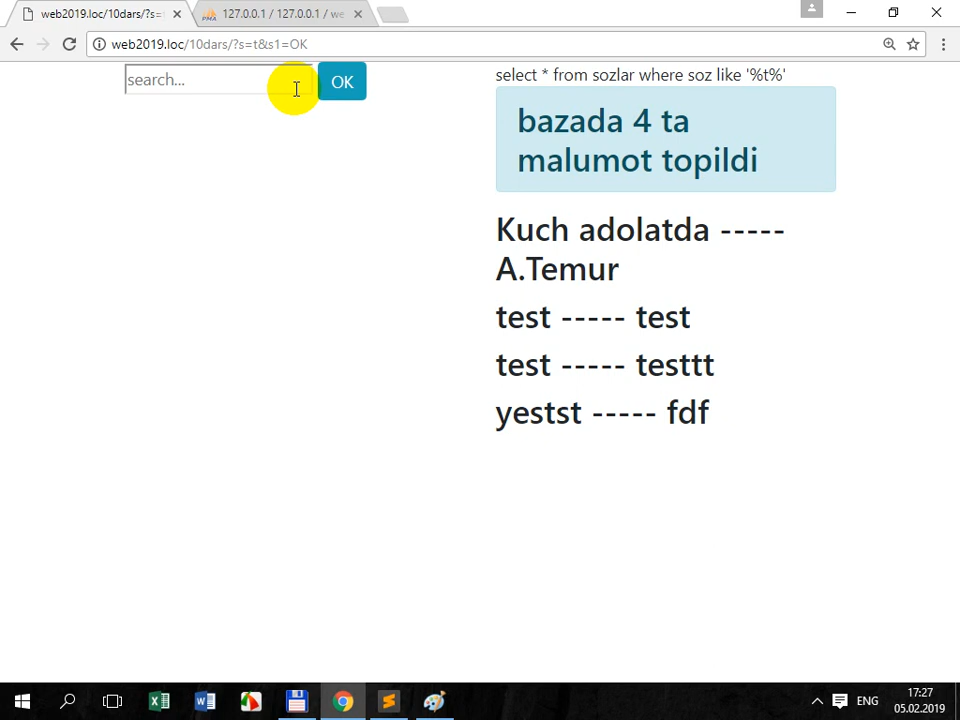 web2019.loc/10dars/?s=
127.0.0.1 / 127.0.0.1 / we
web2019.loc/10dars/?s=t&s1=OK
search...
OK
select * from sozlar where soz like '%t%'
bazada 4 ta
malumot topildi
Kuch adolatda -----
A.Temur
test ----- test
test ----- testtt
yestst ----- fdf
ENG
17:27
05.02.2019